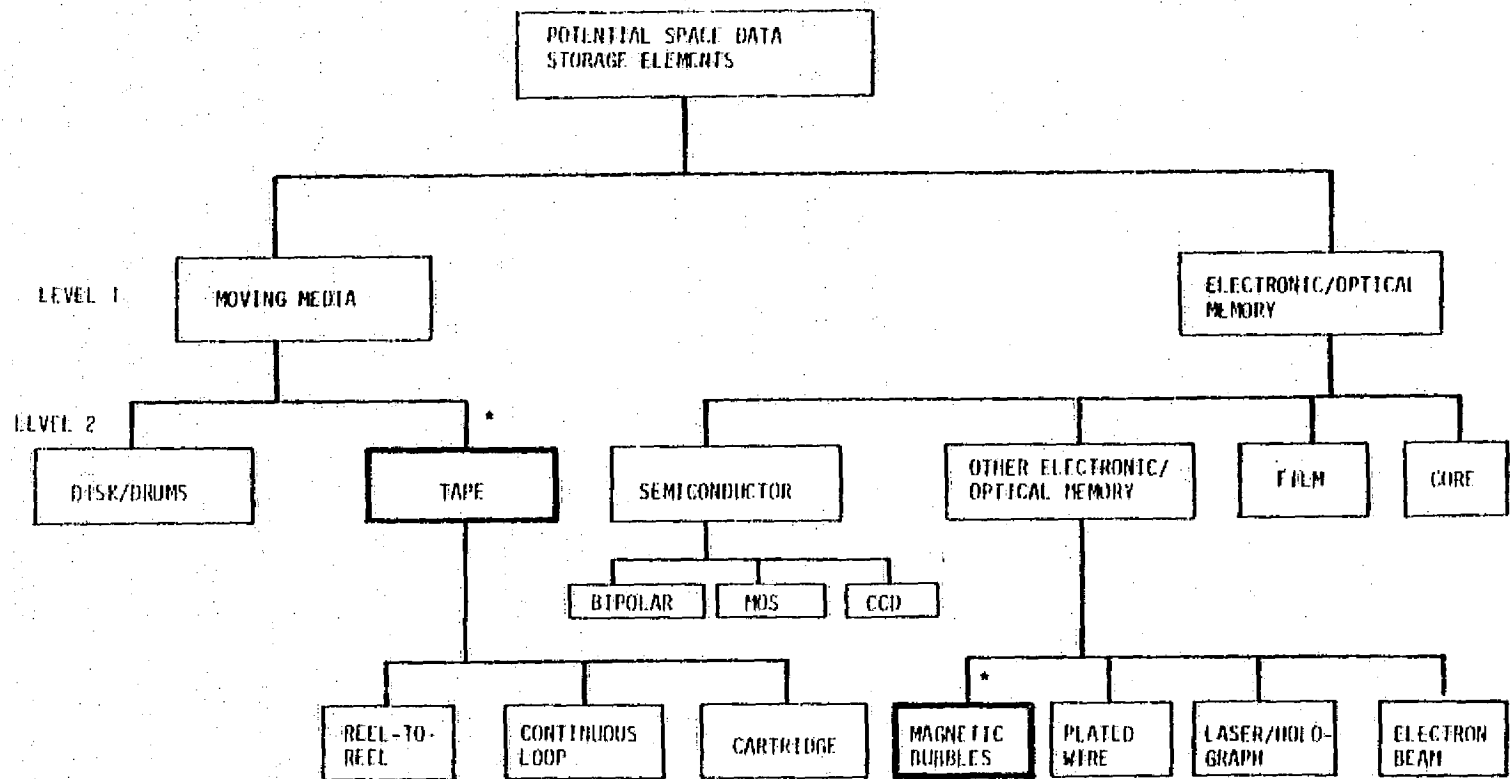 POTENTIAL SPACE DATA
STORAGE ELEMENTS
LEVEL 1
MOVING MEDIA
ELECTRONIC/OPTICAL
MEMORY
LEVEL 2
*
DISK/DRUMS
TAPE
SEMICONDUCTOR
OTHER ELECTRONIC/
OPTICAL MEMORY
FILM
CORE
BIPOLAR
MOS
CCD
*
REEL-TO-
REEL
CONTINUOUS
LOOP
CARTRIDGE
MAGNETIC
BUBBLES
PLATED
WIRE
LASER/HOLO-
GRAPH
ELECTRON
BEAM